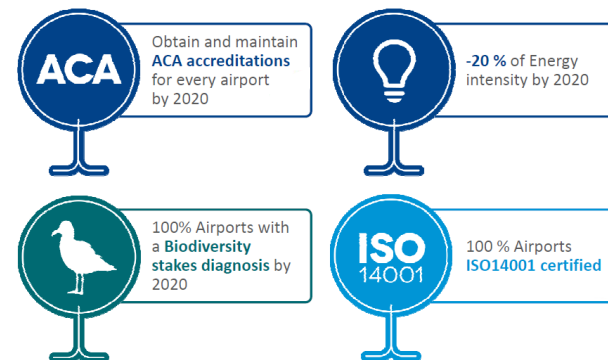 ACA
Obtain and maintain
ACA accreditations
for every airport
by 2020
-20 % of Energy
intensity by 2020
100% Airports with
a Biodiversity
stakes diagnosis by
2020
ISO
14001
100 % Airports
ISO14001 certified